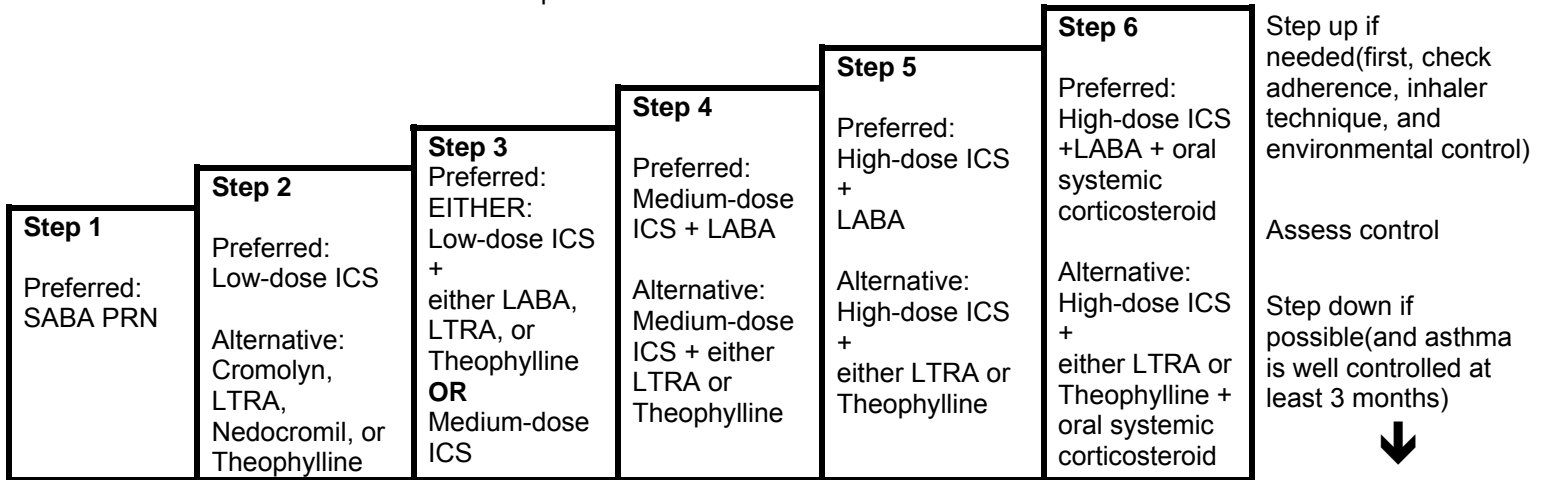 Step 1
Preferred:
SABA PRN
Step 2
Preferred:
Low-dose ICS
Alternative:
Cromolyn,
LTRA,
Nedocromil, or
Theophylline
Step 3
Preferred:
EITHER:
Low-dose ICS
+
either LABA,
LTRA, or
Theophylline
OR
Medium-dose
ICS
Step 4
Preferred:
Medium-dose
ICS + LABA
Alternative:
Medium-dose
ICS + either
LTRA or
Theophylline
Step 5
Preferred:
High-dose ICS
+
LABA
Alternative:
High-dose ICS
+
either LTRA or
Theophylline
Step 6
Preferred:
High-dose ICS
+LABA + oral
systemic
corticosteroid
Alternative:
High-dose ICS
+
either LTRA or
Theophylline +
oral systemic
corticosteroid
Step up if
needed(first, check
adherence, inhaler
technique, and
environmental control)
Assess control
Step down if
possible(and asthma
is well controlled at
least 3 months)